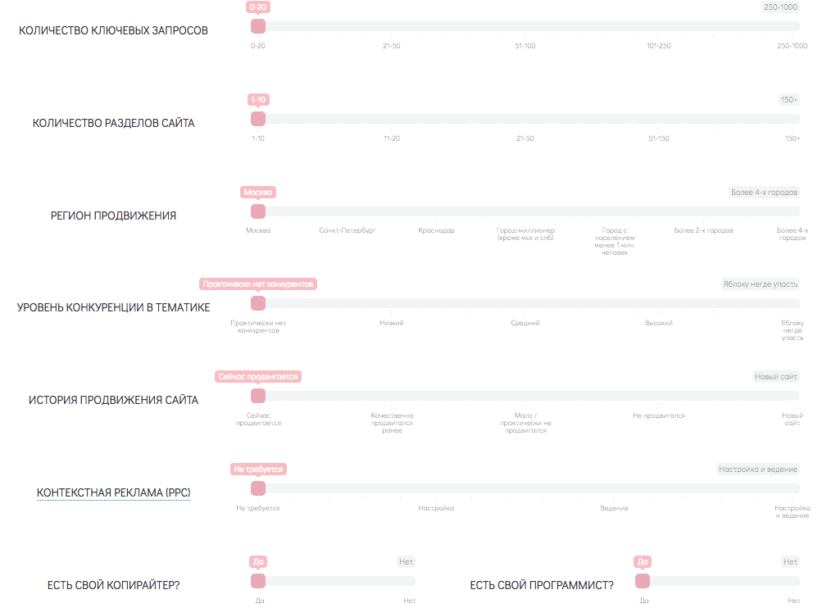 0-20 250-1000
КОЛИЧЕСТВО КЛЮЧЕВЫХ ЗАПРОСОВ
0-20 21-50 51-100 101-250 250-1000
1-10 150+
КОЛИЧЕСТВО РАЗДЕЛОВ САЙТА
1-10 11-20 21-50 51-150 150+
Москва Более 4-х городов
РЕГИОН ПРОДВИЖЕНИЯ
Москва Санкт-Петербург Краснодар Город-миллионер Город с Более 2-х городов Более 4-х
(кроме мск и спб) населением городов
менее 1 млн.
человек
Практически нет конкурентов Яблоку негде упасть
УРОВЕНЬ КОНКУРЕНЦИИ В ТЕМАТИКЕ
Практически нет Низкий Средний Высокий Яблоку
конкурентов негде
упасть
Сейчас продвигается Новый сайт
ИСТОРИЯ ПРОДВИЖЕНИЯ САЙТА
Сейчас Качественно Мало / Не продвигался Новый
продвигается продвигался практически не сайт
ранее продвигался
Не требуется Настройка и ведение
КОНТЕКСТНАЯ РЕКЛАМА (PPC)
Не требуется Настройка Ведение Настройка
и ведение
Да Нет Да Нет
ЕСТЬ СВОЙ КОПИРАЙТЕР? ЕСТЬ СВОЙ ПРОГРАММИСТ?
Да Нет Да Нет